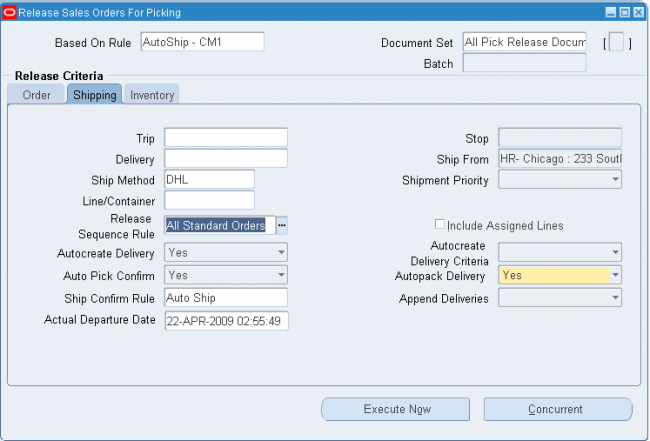 Release Sales Orders For Picking
Based On Rule AutoShip - CM1 Document Set All Pick Release Docum [ ]
Batch
Release Criteria
Order Shipping Inventory
Trip Stop
Delivery Ship From HR- Chicago : 233 Soutl
Ship Method DHL Shipment Priority
Line/Container
Release
Sequence Rule All Standard Orders ... Include Assigned Lines
Autocreate Delivery Yes Autocreate
Delivery Criteria
Auto Pick Confirm Yes Autopack Delivery Yes
Ship Confirm Rule Auto Ship Append Deliveries
Actual Departure Date 22-APR-2009 02:55:49
Execute Now Concurrent